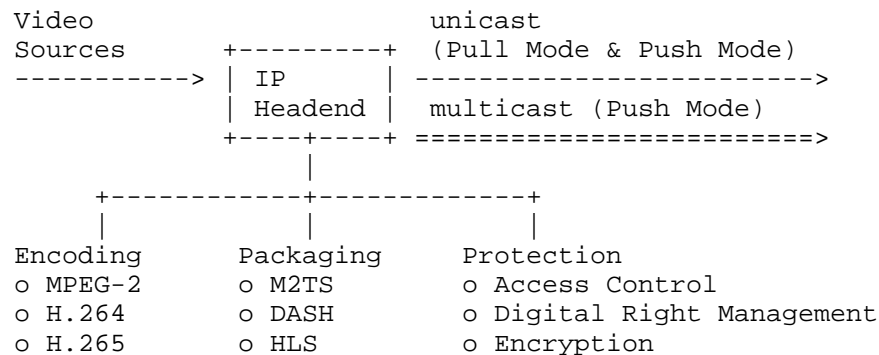 Video unicast
Sources +---------+ (Pull Mode & Push Mode)
-----------> | IP | ------------------------->
| Headend | multicast (Push Mode)
+----+----+ =========================>
|
+------------+-------------+
| | |
Encoding Packaging Protection
o MPEG-2 o M2TS o Access Control
o H.264 o DASH o Digital Right Management
o H.265 o HLS o Encryption